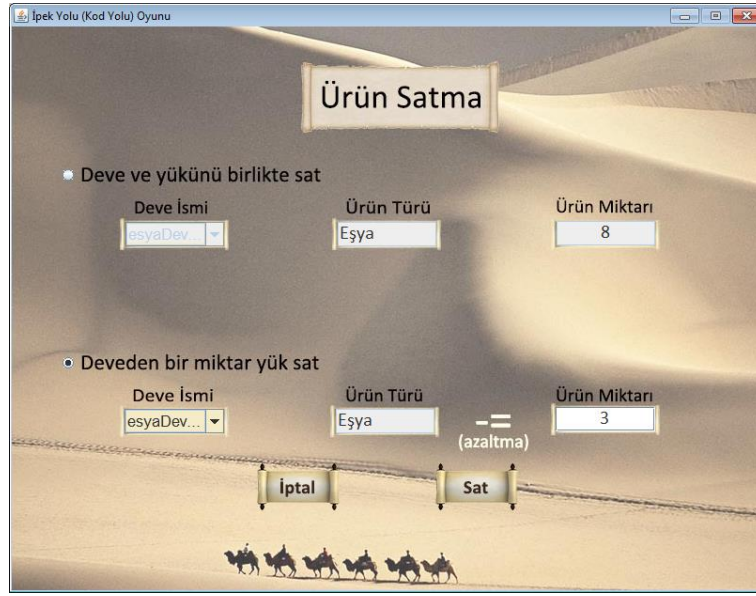 İpek Yolu (Kod Yolu) Oyunu
Ürün Satma
Deve ve yükünü birlikte sat
Deve İsmi Ürün Türü Ürün Miktarı
esyaDev... Eşya 8
Deveden bir miktar yük sat
Deve İsmi Ürün Türü Ürün Miktarı
esyaDev... Eşya -= 3
(azaltma)
İptal Sat